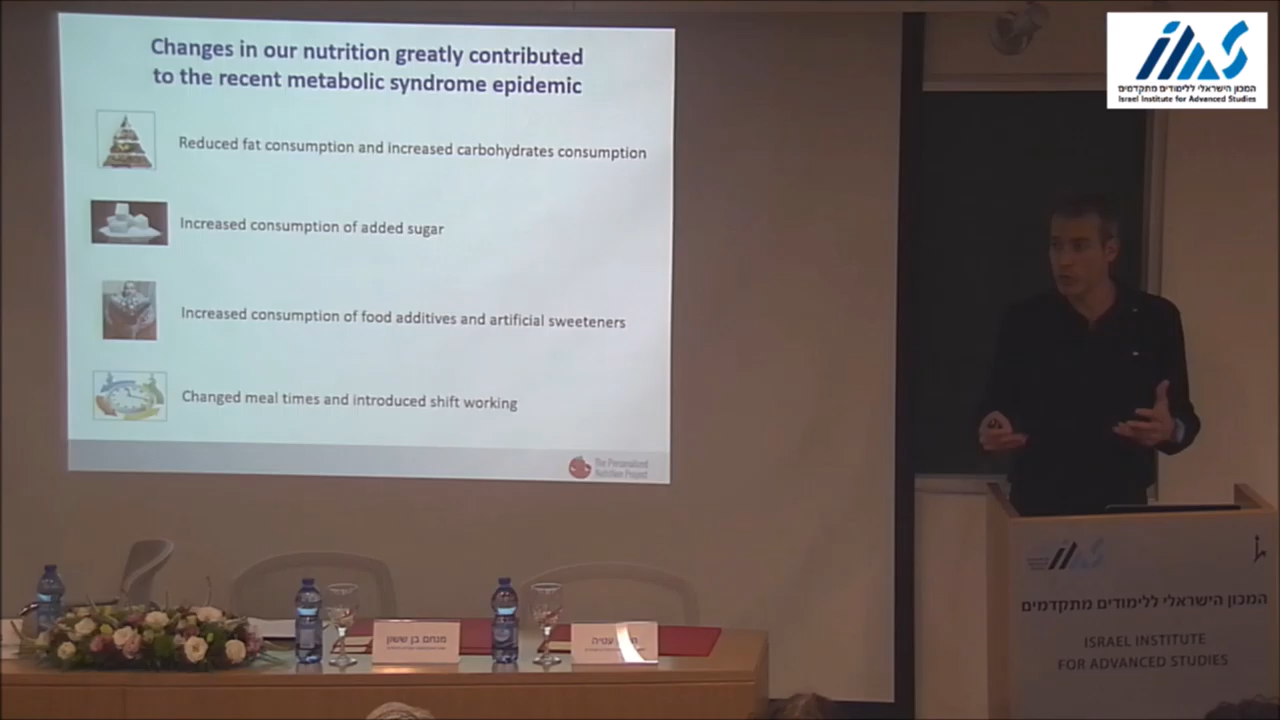 Changes in our nutrition greatly contributed
to the recent metabolic syndrome epidemic
Reduced fat consumption and increased carbohydrates consumption
Increased consumption of added sugar
Increased consumption of food additives and artificial sweeteners
Changed meal times and introduced shift working
The Personalized
Nutrition Project
המכון הישראלי ללימודים מתקדמים
Israel Institute for Advanced Studies
המכון הישראלי ללימודים מתקדמים
ISRAEL INSTITUTE
FOR ADVANCED STUDIES
מנחם בן ששון
עטיה